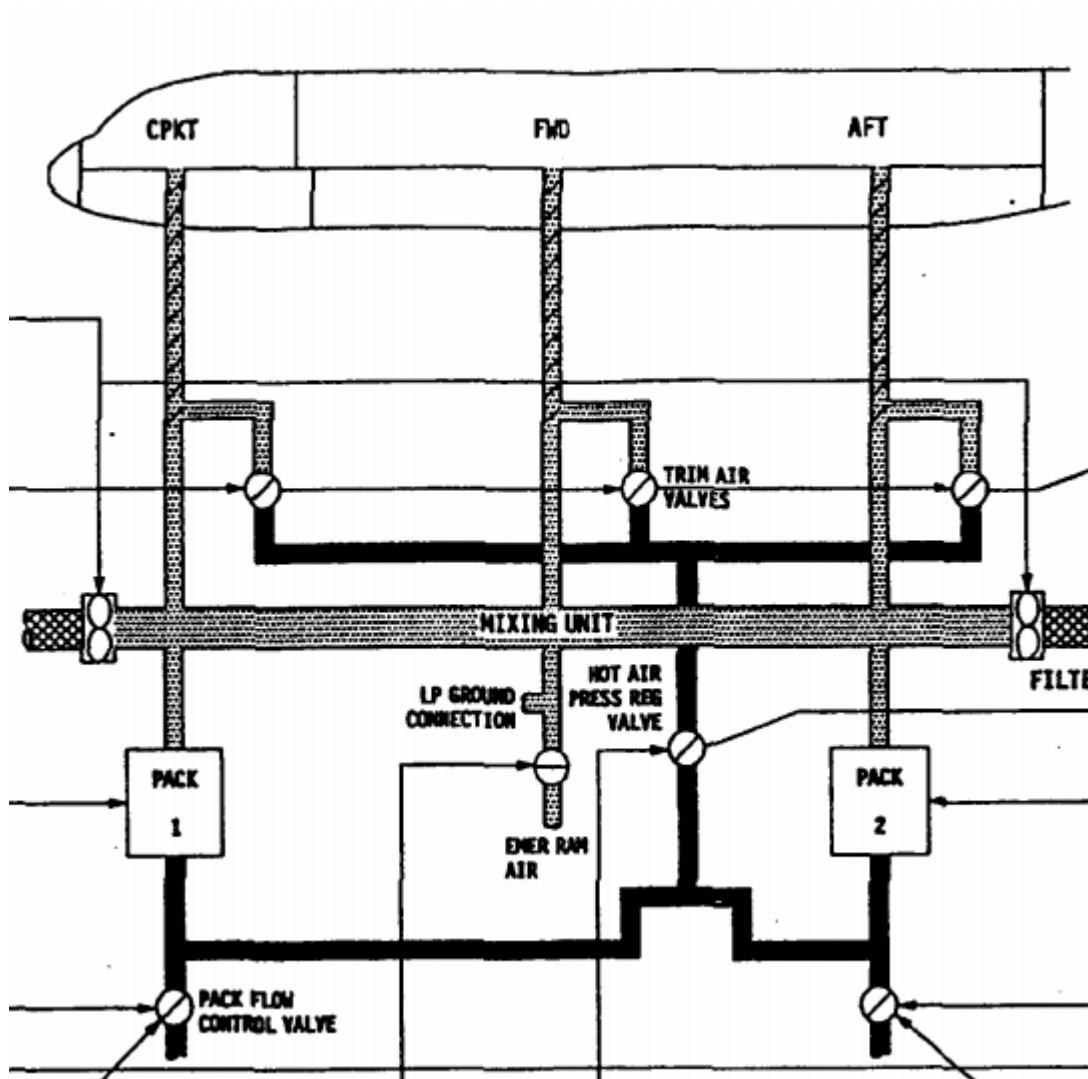 CPKT
FWD
AFT
TRIM AIR
VALVES
MIXING UNIT
LP GROUND
CONNECTION
HOT AIR
PRESS REG
VALVE
FILTE
PACK
1
PACK
2
EMER RAM
AIR
PACK FLOW
CONTROL VALVE